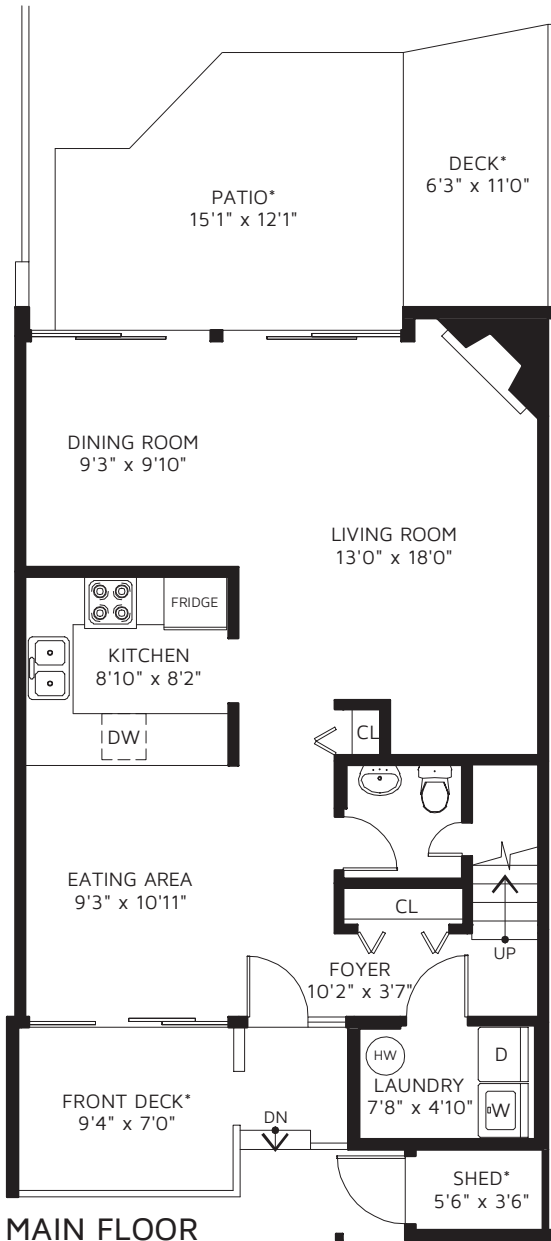 DECK*
6'3" x 11'0"
PATIO*
15'1" x 12'1"
DINING ROOM
9'3" x 9'10"
LIVING ROOM
13'0" x 18'0"
FRIDGE
KITCHEN
8'10" x 8'2"
DW
CL
EATING AREA
9'3" x 10'11"
CL
UP
FOYER
10'2" x 3'7"
HW
D
LAUNDRY
7'8" x 4'10"
W
FRONT DECK*
9'4" x 7'0"
DN
SHED*
5'6" x 3'6"
MAIN FLOOR